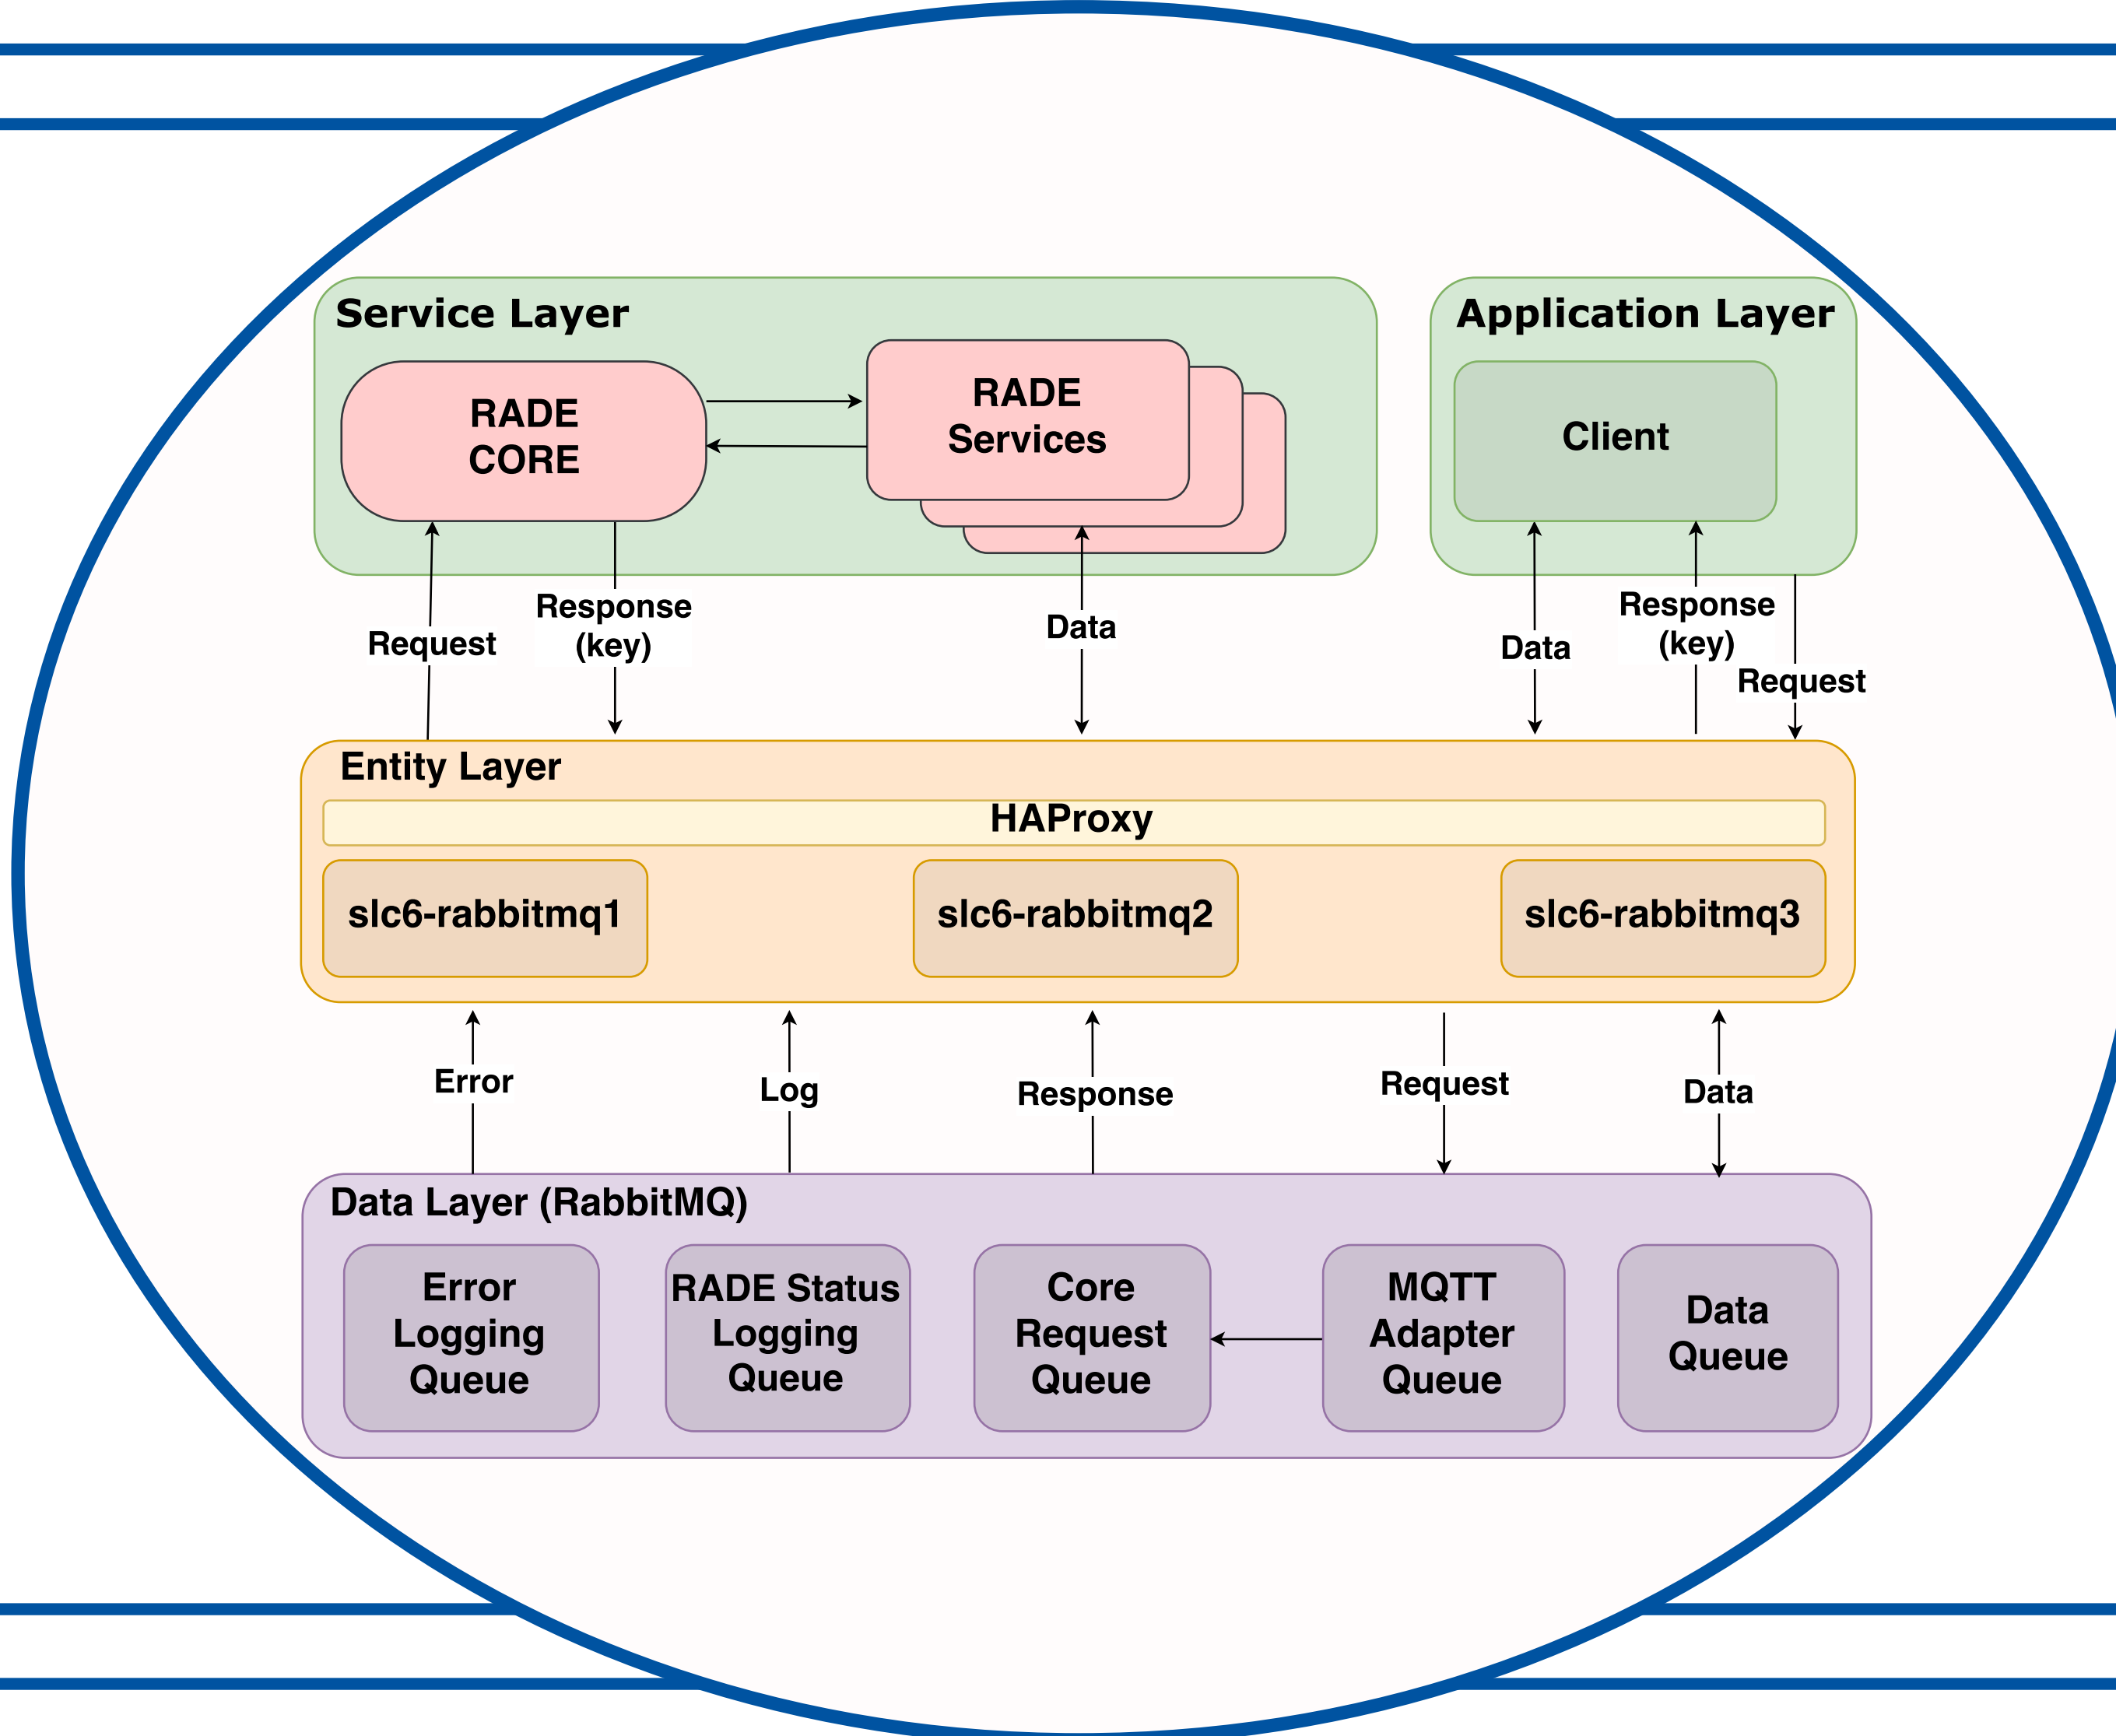 Service Layer
Application Layer
RADE
CORE
RADE
Services
Client
Request
Response
(key)
Data
Data
Response
(key)
Request
Entity Layer
HAProxy
slc6-rabbitmq1
slc6-rabbitmq2
slc6-rabbitmq3
Error
Log
Response
Request
Data
Data Layer (RabbitMQ)
Error
Logging
Queue
RADE Status
Logging
Queue
Core
Request
Queue
MQTT
Adapter
Queue
Data
Queue